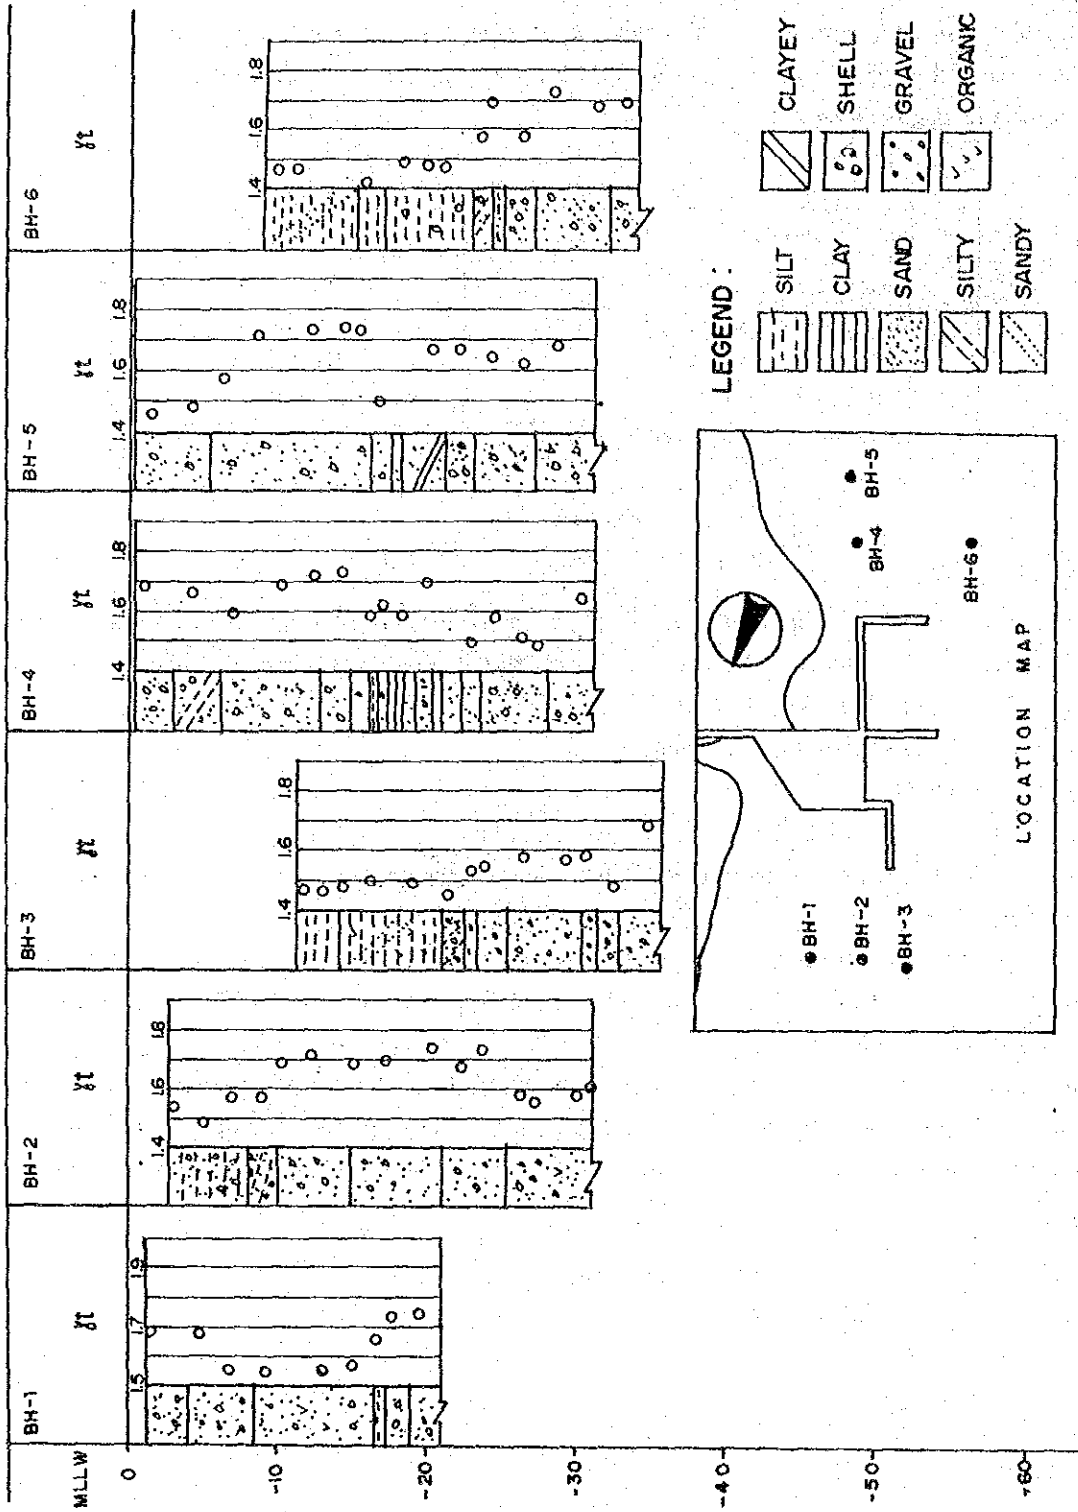 BH-1
BH-2
BH-3
BH-4
BH-5
BH-6
MLLW
γt
γt
γt
γt
γt
γt
1.5 1.7 1.9
1.4 1.6 1.8
1.4 1.6 1.8
1.4 1.6 1.8
1.4 1.6 1.8
1.4 1.6 1.8
0
-10
-20
-30
-40
-50
-60
LEGEND :
SILT
CLAY
SAND
SILTY
SANDY
CLAYEY
SHELL
GRAVEL
ORGANIC
BH-1
BH-2
BH-3
BH-4
BH-5
BH-6
LOCATION MAP